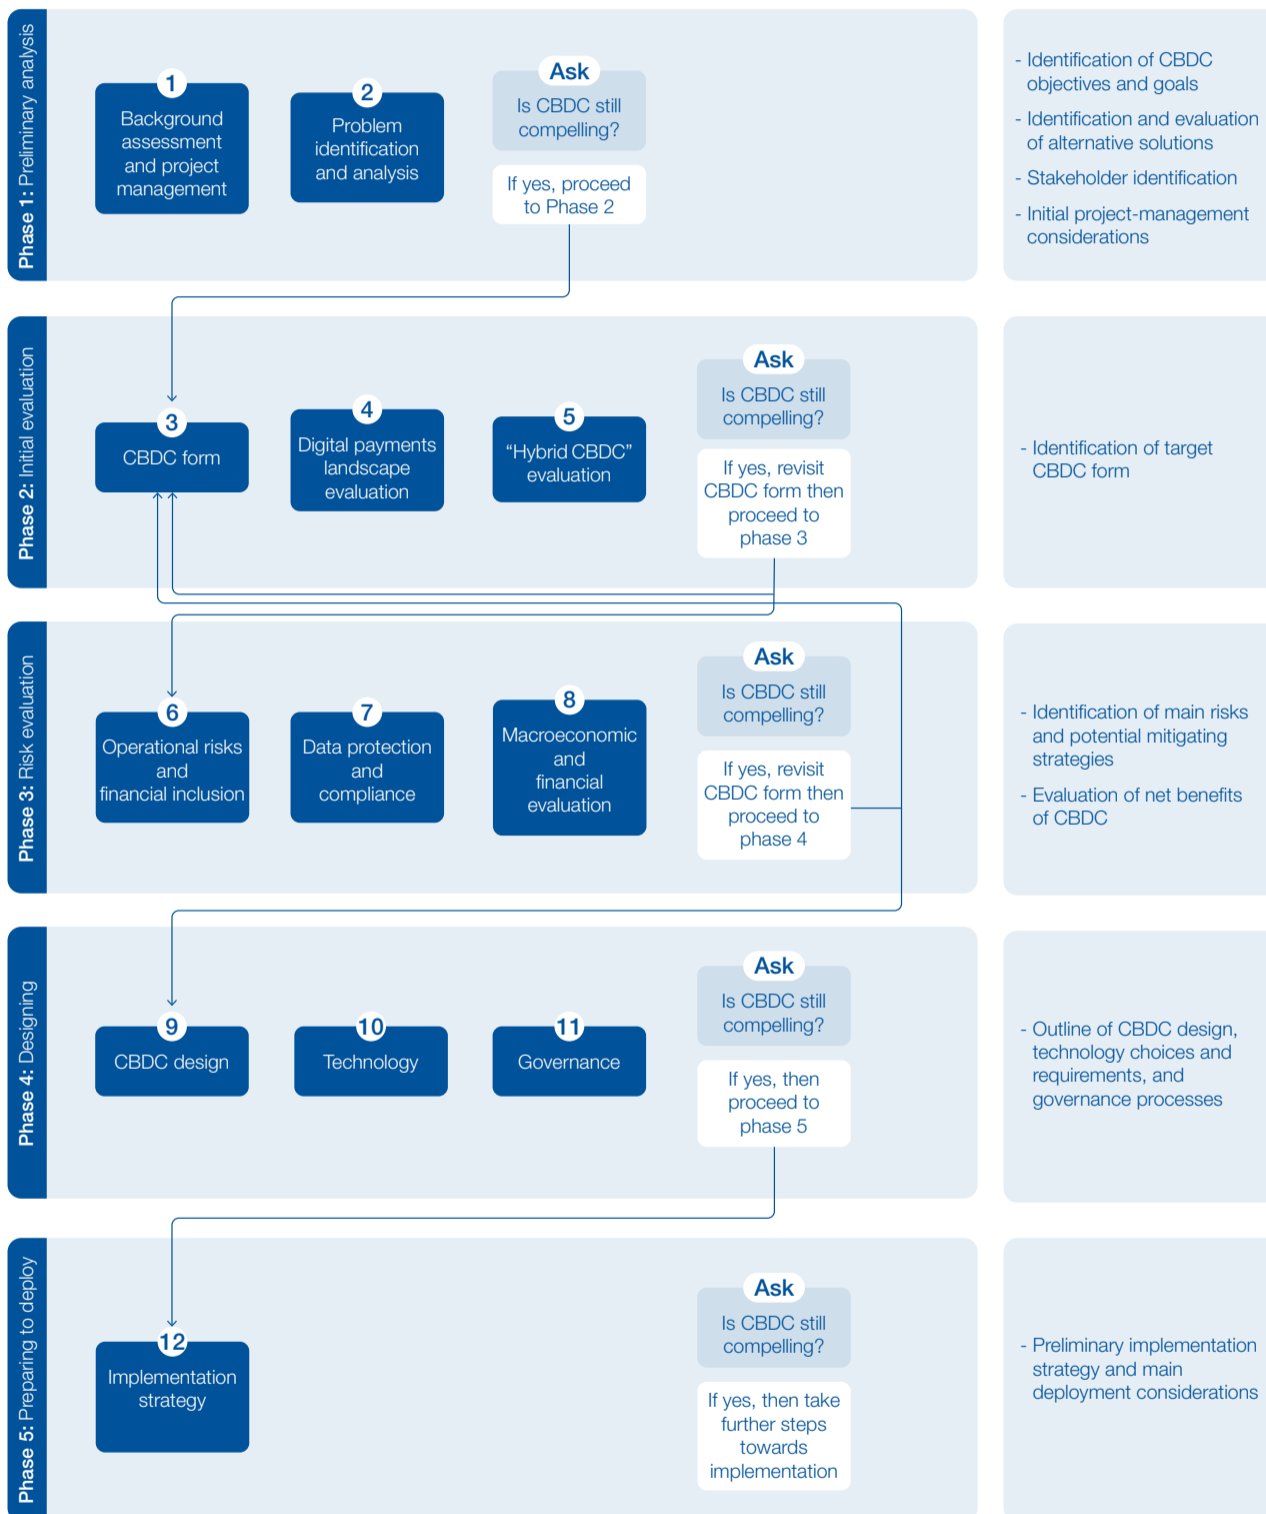 Phase 1: Preliminary analysis
1
Background
assessment
and project
management
2
Problem
identification
and analysis
Ask
Is CBDC still
compelling?
If yes, proceed
to Phase 2
- Identification of CBDC
objectives and goals
- Identification and evaluation
of alternative solutions
- Stakeholder identification
- Initial project-management
considerations
Phase 2: Initial evaluation
3
CBDC form
4
Digital payments
landscape
evaluation
5
“Hybrid CBDC”
evaluation
Ask
Is CBDC still
compelling?
If yes, revisit
CBDC form then
proceed to
phase 3
- Identification of target
CBDC form
Phase 3: Risk evaluation
6
Operational risks
and
financial inclusion
7
Data protection
and
compliance
8
Macroeconomic
and
financial
evaluation
Ask
Is CBDC still
compelling?
If yes, revisit
CBDC form then
proceed to
phase 4
- Identification of main risks
and potential mitigating
strategies
- Evaluation of net benefits
of CBDC
Phase 4: Designing
9
CBDC design
10
Technology
11
Governance
Ask
Is CBDC still
compelling?
If yes, then
proceed to
phase 5
- Outline of CBDC design,
technology choices and
requirements, and
governance processes
Phase 5: Preparing to deploy
12
Implementation
strategy
Ask
Is CBDC still
compelling?
If yes, then take
further steps
towards
implementation
- Preliminary implementation
strategy and main
deployment considerations